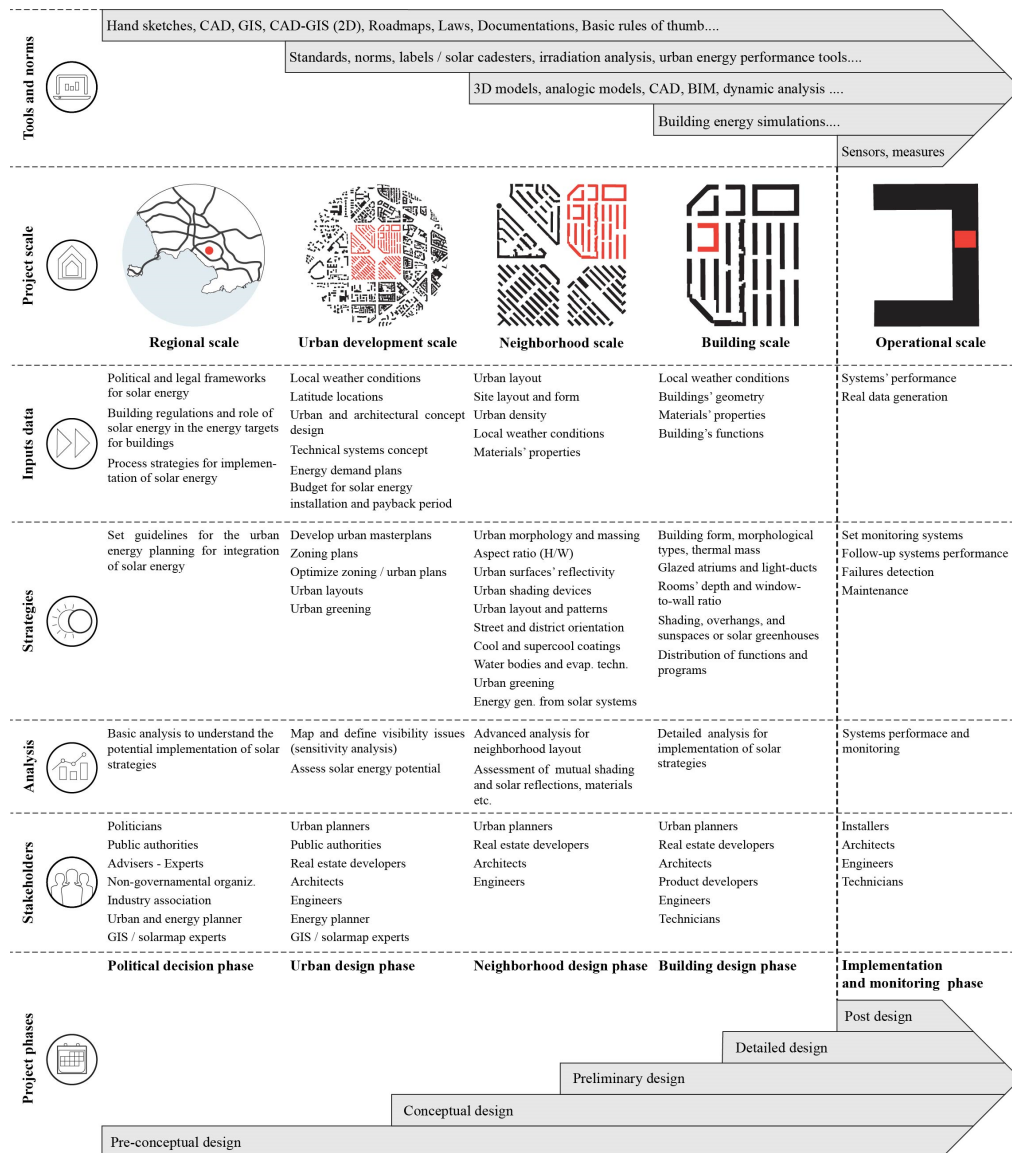 Tools and norms
Hand sketches, CAD, GIS, CAD-GIS (2D), Roadmaps, Laws, Documentations, Basic rules of thumb....
Standards, norms, labels / solar cadesters, irradiation analysis, urban energy performance tools....
3D models, analogic models, CAD, BIM, dynamic analysis ....
Building energy simulations....
Sensors, measures
Project scale
Regional scale
Urban development scale
Neighborhood scale
Building scale
Operational scale
Inputs data
Political and legal frameworks
for solar energy
Building regulations and role of
solar energy in the energy targets
for buildings
Process strategies for implemen-
tation of solar energy
Local weather conditions
Latitude locations
Urban and architectural concept
design
Technical systems concept
Energy demand plans
Budget for solar energy
installation and payback period
Urban layout
Site layout and form
Urban density
Local weather conditions
Materials' properties
Local weather conditions
Buildings' geometry
Materials' properties
Building's functions
Systems' performance
Real data generation
Strategies
Set guidelines for the urban
energy planning for integration
of solar energy
Develop urban masterplans
Zoning plans
Optimize zoning / urban plans
Urban layouts
Urban greening
Urban morphology and massing
Aspect ratio (H/W)
Urban surfaces' reflectivity
Urban shading devices
Urban layout and patterns
Street and district orientation
Cool and supercool coatings
Water bodies and evap. techn.
Urban greening
Energy gen. from solar systems
Building form, morphological
types, thermal mass
Glazed atriums and light-ducts
Rooms' depth and window-
to-wall ratio
Shading, overhangs, and
sunspaces or solar greenhouses
Distribution of functions and
programs
Set monitoring systems
Follow-up systems performance
Failures detection
Maintenance
Analysis
Basic analysis to understand the
potential implementation of solar
strategies
Map and define visibility issues
(sensitivity analysis)
Assess solar energy potential
Advanced analysis for
neighborhood layout
Assessment of mutual shading
and solar reflections, materials
etc.
Detailed analysis for
implementation of solar
strategies
Systems performace and
monitoring
Stakeholders
Politicians
Public authorities
Advisers - Experts
Non-governamental organiz.
Industry association
Urban and energy planner
GIS / solarmap experts
Urban planners
Public authorities
Real estate developers
Architects
Engineers
Energy planner
GIS / solarmap experts
Urban planners
Real estate developers
Architects
Engineers
Urban planners
Real estate developers
Architects
Product developers
Engineers
Technicians
Installers
Architects
Engineers
Technicians
Project phases
Political decision phase
Urban design phase
Neighborhood design phase
Building design phase
Implementation
and monitoring phase
Post design
Detailed design
Preliminary design
Conceptual design
Pre-conceptual design